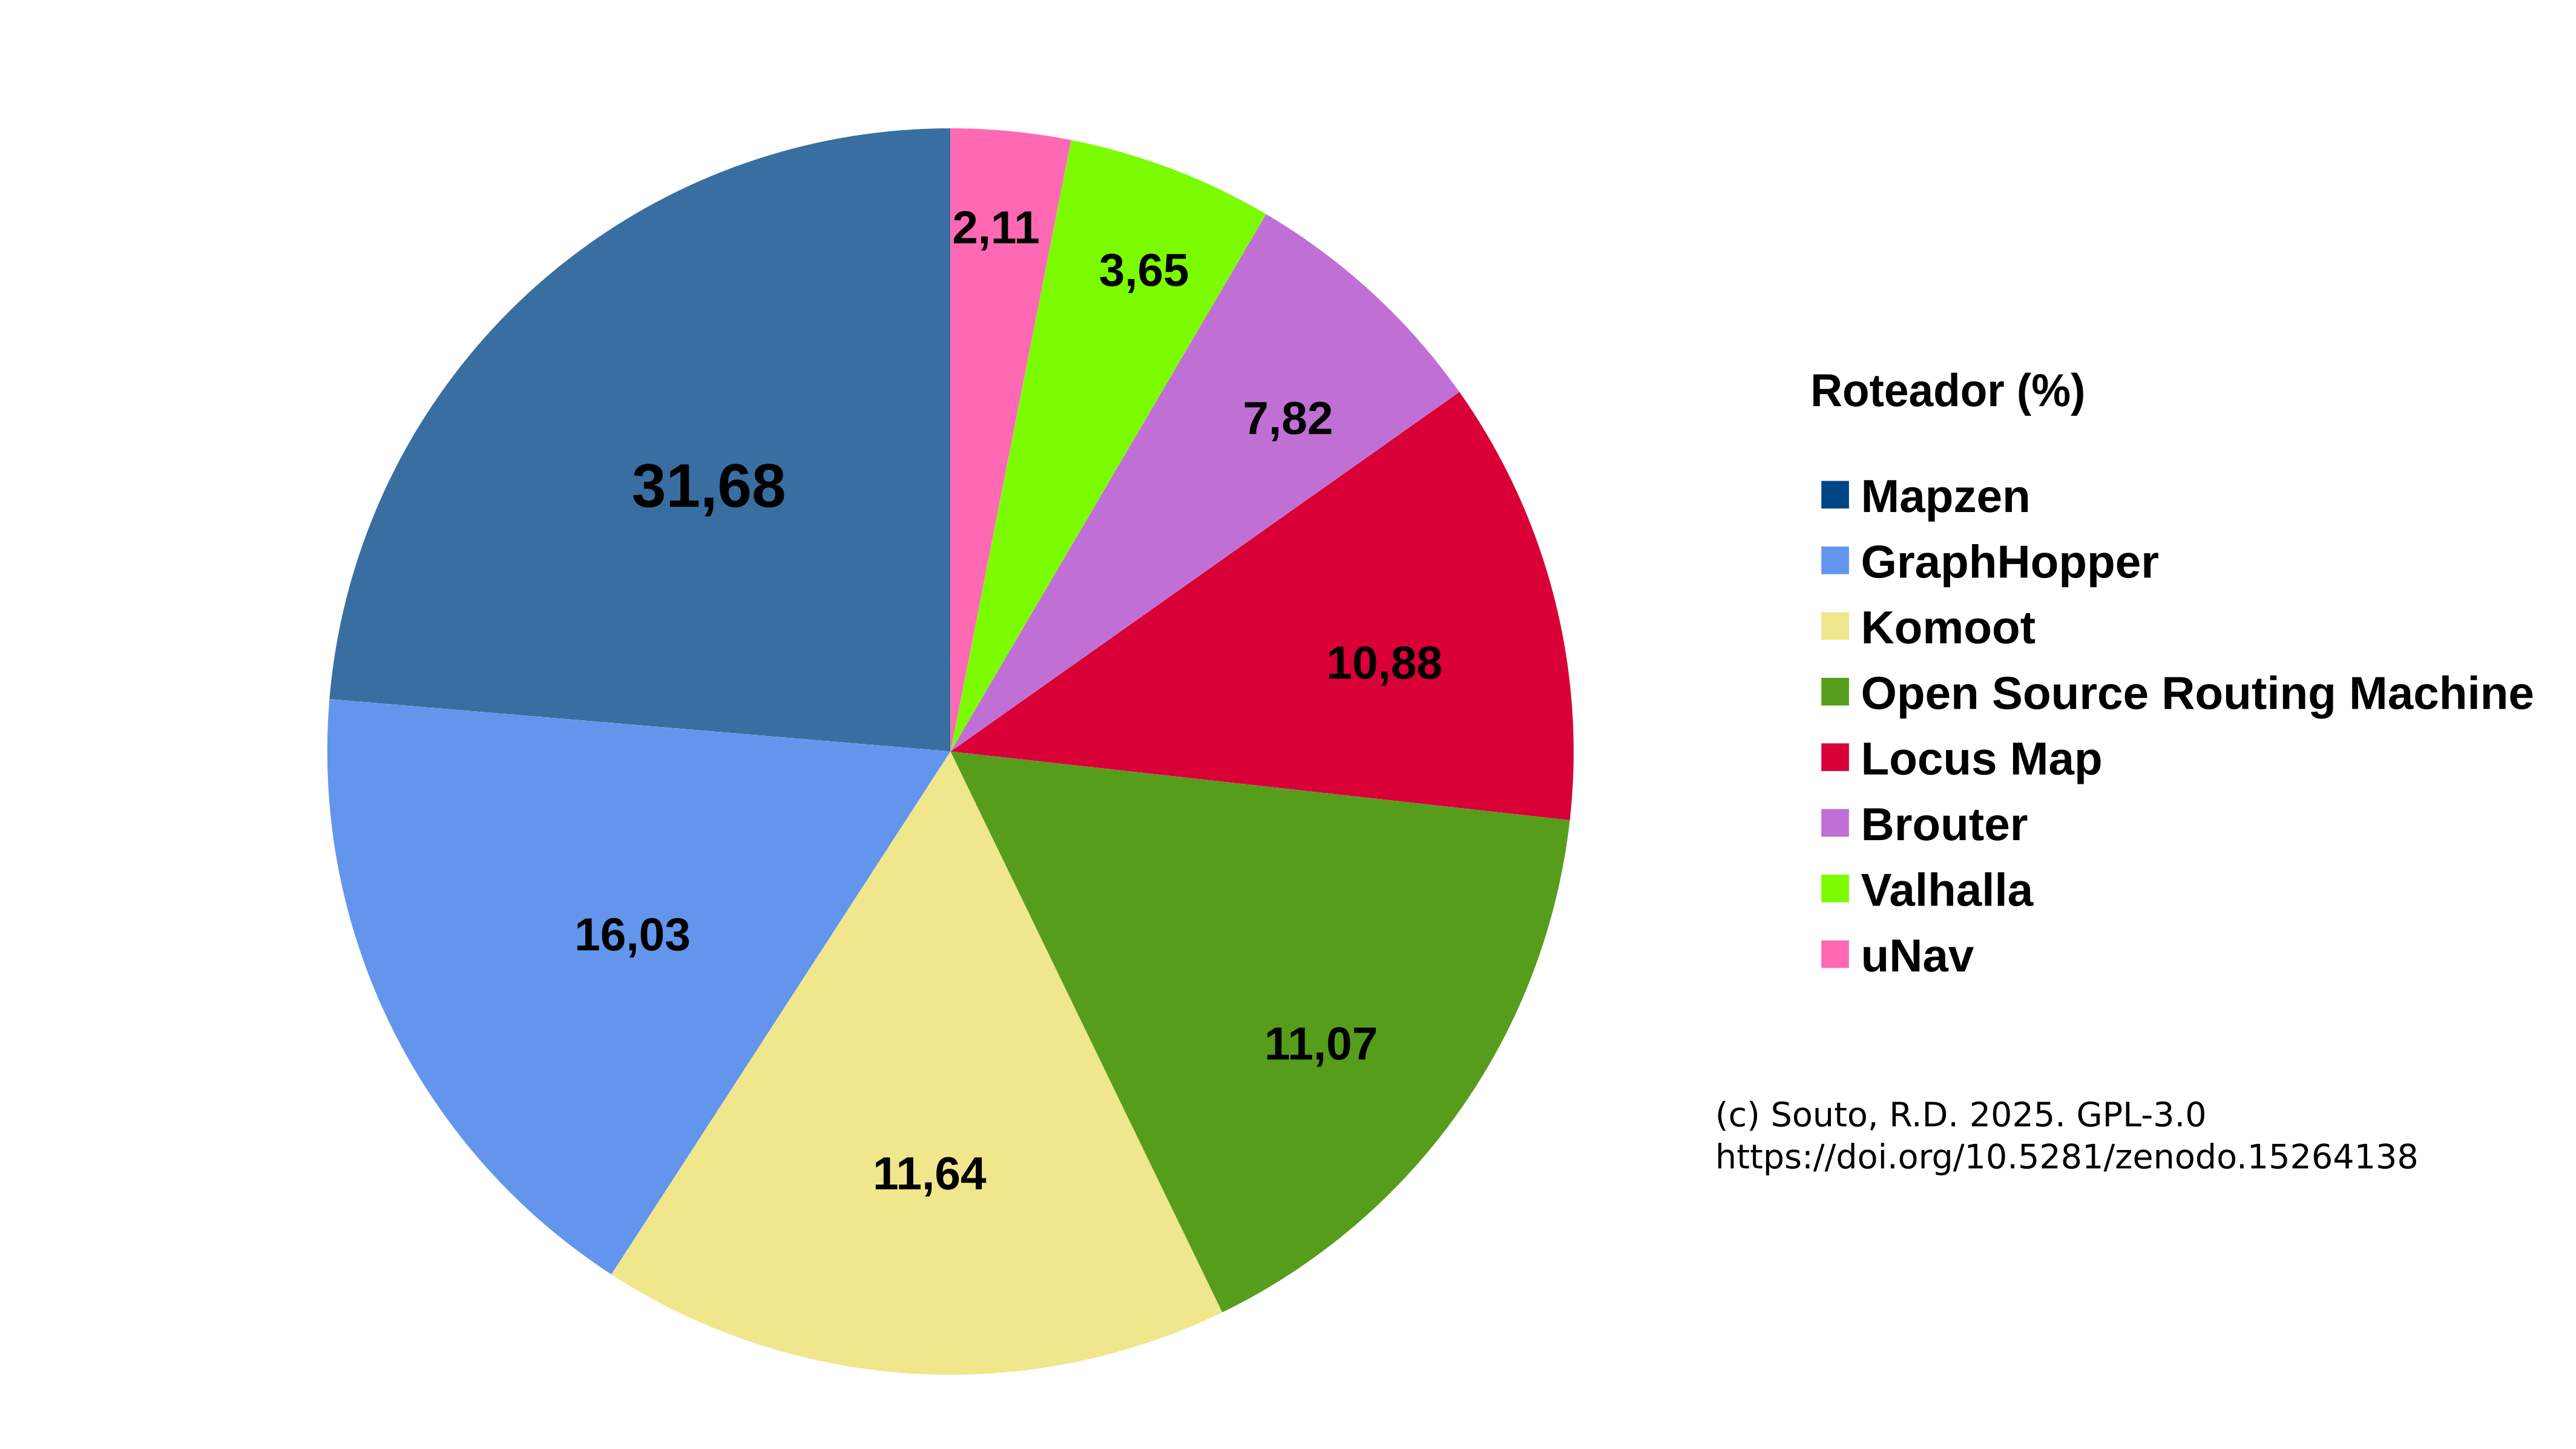 2,11
3,65
7,82
31,68
10,88
16,03
11,07
11,64
Roteador (%)
Mapzen
GraphHopper
Komoot
Open Source Routing Machine
Locus Map
Brouter
Valhalla
uNav
(c) Souto, R.D. 2025. GPL-3.0
https://doi.org/10.5281/zenodo.15264138